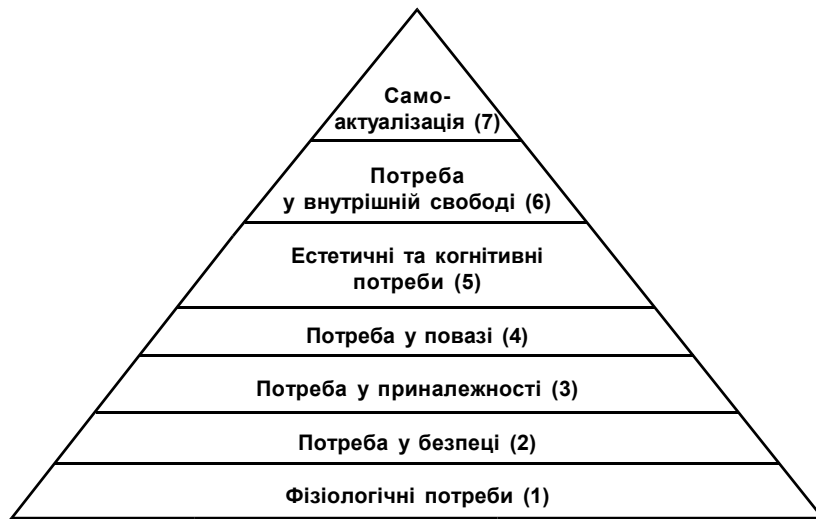 Само-
актуалізація (7)
Потреба
у внутрішній свободі (6)
Естетичні та когнітивні
потреби (5)
Потреба у повазі (4)
Потреба у приналежності (3)
Потреба у безпеці (2)
Фізіологічні потреби (1)